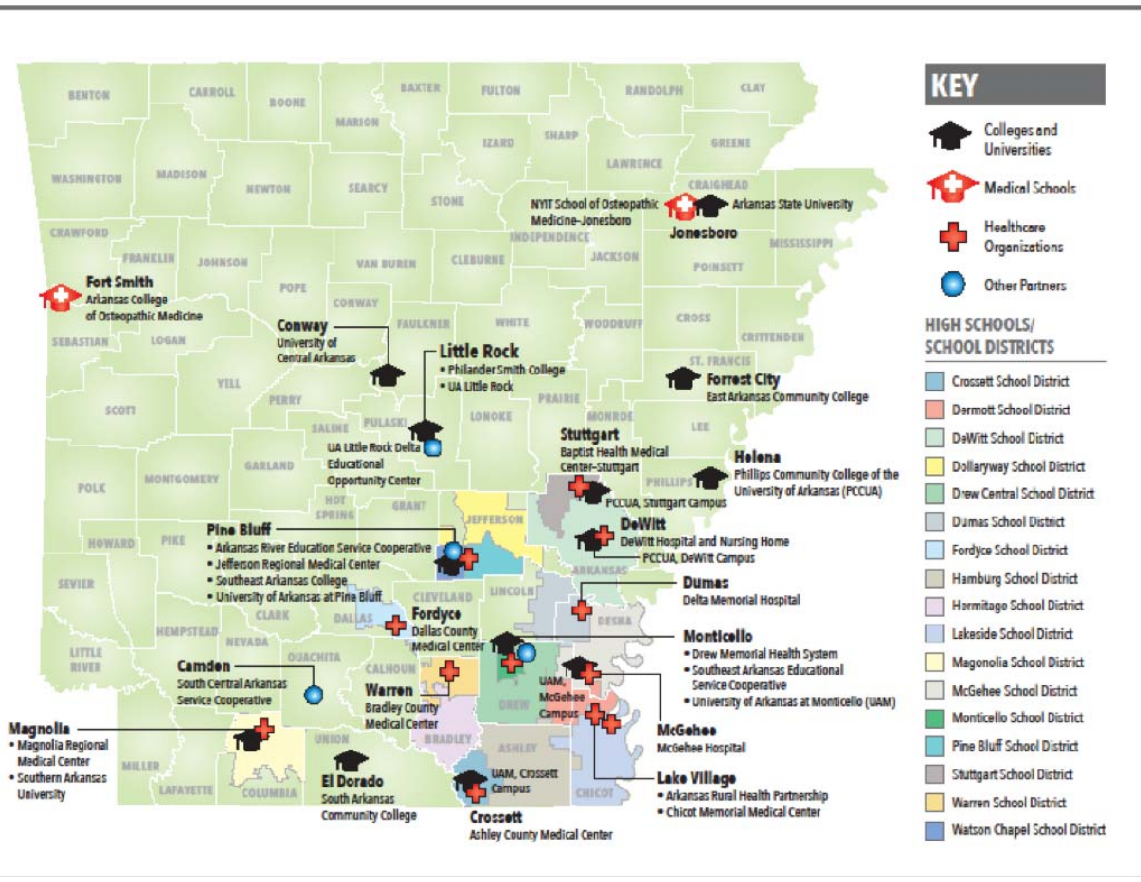 BENTON
CARROLL
BOONE
BAXTER
FULTON
RANDOLPH
CLAY
MARION
IZARD
SHARP
GREENE
LAWRENCE
WASHINGTON
MADISON
NEWTON
SEARCY
STONE
CRAIGHEAD
NYIT School of Osteopathic
Medicine-Jonesboro
Arkansas State University
Jonesboro
INDEPENDENCE
MISSISSIPPI
CRAWFORD
FRANKLIN
JOHNSON
VAN BUREN
CLEBURNE
JACKSON
POINSETT
POPE
Fort Smith
Arkansas College
of Osteopathic Medicine
CONWAY
SEBASTIAN
LOGAN
Conway
University of
Central Arkansas
FAULKNER
WHITE
WOODRUFF
CROSS
CRITTENDEN
Little Rock
• Philander Smith College
• UA Little Rock
ST. FRANCIS
Forrest City
East Arkansas Community College
YELL
PERRY
SCOTT
SALINE
PULASKI
LONOKE
PRAIRIE
MONROE
LEE
UA Little Rock Delta
Educational
Opportunity Center
Stuttgart
Baptist Health Medical
Center-Stuttgart
PCCUA, Stuttgart Campus
Helena
Phillips Community College of the
University of Arkansas (PCCUA)
PHILLIPS
GARLAND
MONTGOMERY
POLK
HOT
SPRING
GRANT
JEFFERSON
DeWitt
DeWitt Hospital and Nursing Home
PCCUA, DeWitt Campus
ARKANSAS
HOWARD
PIKE
Pine Bluff
• Arkansas River Education Service Cooperative
• Jefferson Regional Medical Center
• Southeast Arkansas College
• University of Arkansas at Pine Bluff
SEVIER
CLARK
DALLAS
CLEVELAND
LINCOLN
Dumas
Delta Memorial Hospital
DESHA
Fordyce
Dallas County
Medical Center
HEMPSTEAD
NEVADA
OUACHITA
CALHOUN
LITTLE
RIVER
Monticello
• Drew Memorial Health System
• Southeast Arkansas Educational
Service Cooperative
• University of Arkansas at Monticello (UAM)
Camden
South Central Arkansas
Service Cooperative
Warren
Bradley County
Medical Center
UAM,
McGehee
Campus
DREW
McGehee
McGehee Hospital
Magnolia
• Magnolia Regional
Medical Center
• Southern Arkansas
University
MILLER
LAFAYETTE
COLUMBIA
UNION
BRADLEY
ASHLEY
CHICOT
El Dorado
South Arkansas
Community College
UAM, Crossett
Campus
Crossett
Ashley County Medical Center
Lake Village
• Arkansas Rural Health Partnership
• Chicot Memorial Medical Center
KEY
Colleges and
Universities
Medical Schools
Healthcare
Organizations
Other Partners
HIGH SCHOOLS/
SCHOOL DISTRICTS
Crossett School District
Dermott School District
DeWitt School District
Dollaryway School District
Drew Central School District
Dumas School District
Fordyce School District
Hamburg School District
Hermitage School District
Lakeside School District
Magonolia School District
McGehee School District
Monticello School District
Pine Bluff School District
Stuttgart School District
Warren School District
Watson Chapel School District